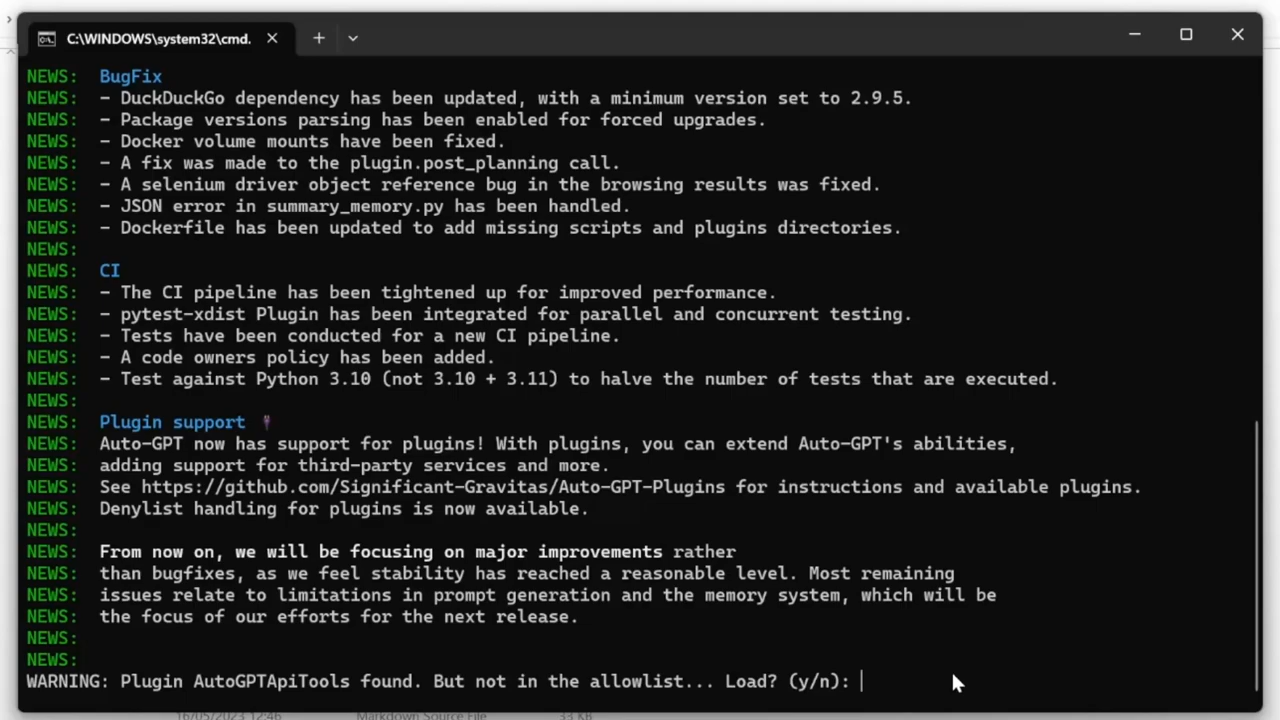 C:\WINDOWS\system32\cmd.
NEWS: BugFix
NEWS: - DuckDuckGo dependency has been updated, with a minimum version set to 2.9.5.
NEWS: - Package versions parsing has been enabled for forced upgrades.
NEWS: - Docker volume mounts have been fixed.
NEWS: - A fix was made to the plugin.post_planning call.
NEWS: - A selenium driver object reference bug in the browsing results was fixed.
NEWS: - JSON error in summary_memory.py has been handled.
NEWS: - Dockerfile has been updated to add missing scripts and plugins directories.
NEWS:
NEWS: CI
NEWS: - The CI pipeline has been tightened up for improved performance.
NEWS: - pytest-xdist Plugin has been integrated for parallel and concurrent testing.
NEWS: - Tests have been conducted for a new CI pipeline.
NEWS: - A code owners policy has been added.
NEWS: - Test against Python 3.10 (not 3.10 + 3.11) to halve the number of tests that are executed.
NEWS:
NEWS: Plugin support
NEWS: Auto-GPT now has support for plugins! With plugins, you can extend Auto-GPT's abilities,
NEWS: adding support for third-party services and more.
NEWS: See https://github.com/Significant-Gravitas/Auto-GPT-Plugins for instructions and available plugins.
NEWS: Denylist handling for plugins is now available.
NEWS:
NEWS: From now on, we will be focusing on major improvements rather
NEWS: than bugfixes, as we feel stability has reached a reasonable level. Most remaining
NEWS: issues relate to limitations in prompt generation and the memory system, which will be
NEWS: the focus of our efforts for the next release.
NEWS:
NEWS:
WARNING: Plugin AutoGPTApiTools found. But not in the allowlist... Load? (y/n):
16/05/2023 12:46 Markdown Source File 33 KB